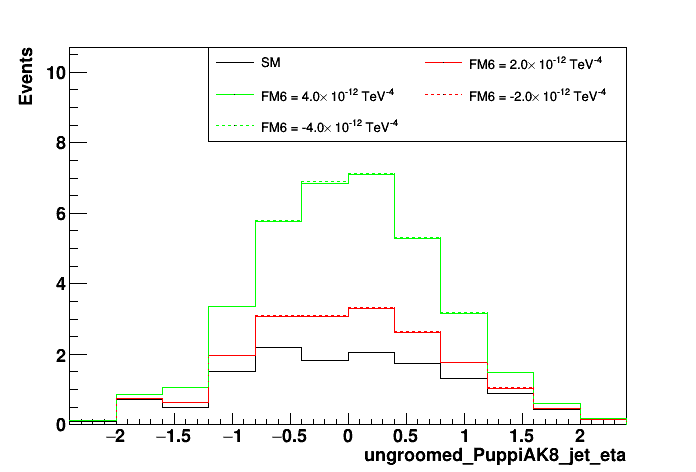 Events
10
8
6
4
2
0
SM
FM6 = 2.0× 10⁻¹² TeV⁻⁴
FM6 = 4.0× 10⁻¹² TeV⁻⁴
FM6 = -2.0× 10⁻¹² TeV⁻⁴
FM6 = -4.0× 10⁻¹² TeV⁻⁴
−2 −1.5 −1 −0.5 0 0.5 1 1.5 2
ungroomed_PuppiAK8_jet_eta